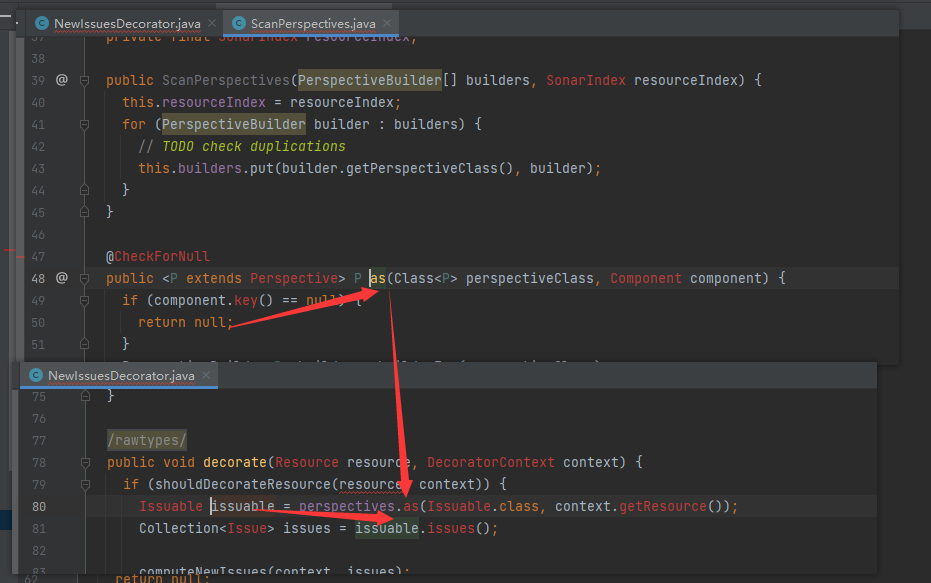 NewIssuesDecorator.java
ScanPerspectives.java
37 private final SonarIndex resourceIndex;
38
39 @ public ScanPerspectives(PerspectiveBuilder[] builders, SonarIndex resourceIndex) {
40 this.resourceIndex = resourceIndex;
41 for (PerspectiveBuilder builder : builders) {
42 // TODO check duplications
43 this.builders.put(builder.getPerspectiveClass(), builder);
44 }
45 }
46
47 @CheckForNull
48 @ public <P extends Perspective> P as(Class<P> perspectiveClass, Component component) {
49 if (component.key() == null) {
50 return null;
51 }
NewIssuesDecorator.java
75 }
76
77 /rawtypes/
78 public void decorate(Resource resource, DecoratorContext context) {
79 if (shouldDecorateResource(resource, context)) {
80 Issuable issuable = perspectives.as(Issuable.class, context.getResource());
81 Collection<Issue> issues = issuable.issues();
82
83 computeNewIssues(context, issues);
62 return null;